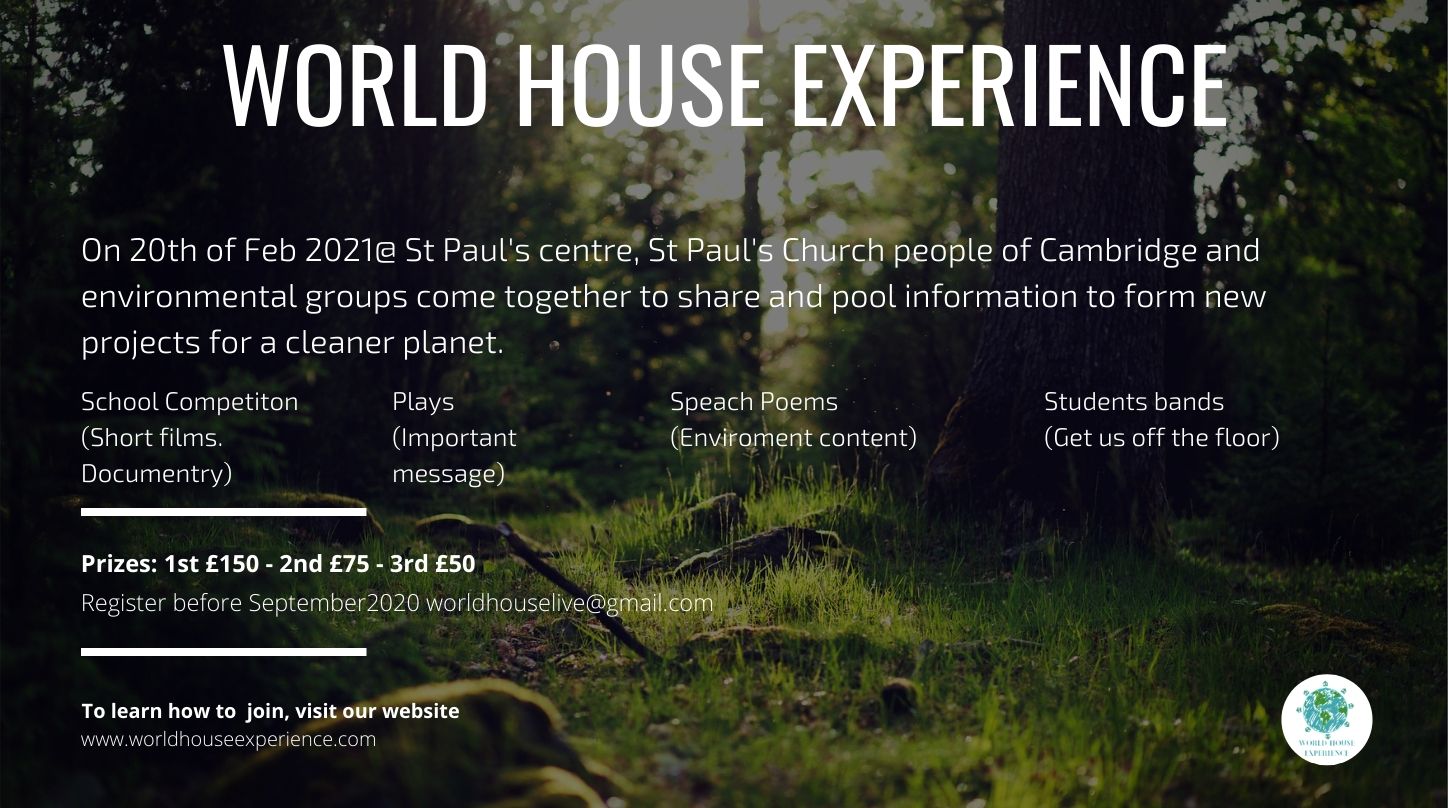 WORLD HOUSE EXPERIENCE
On 20th of Feb 2021@ St Paul's centre, St Paul's Church people of Cambridge and
environmental groups come together to share and pool information to form new
projects for a cleaner planet.
School Competiton
(Short films.
Documentry)
Plays
(Important
message)
Speach Poems
(Enviroment content)
Students bands
(Get us off the floor)
Prizes: 1st £150 - 2nd £75 - 3rd £50
Register before September2020 worldhouselive@gmail.com
To learn how to  join, visit our website
www.worldhouseexperience.com
WORLD HOUSE
EXPERIENCE